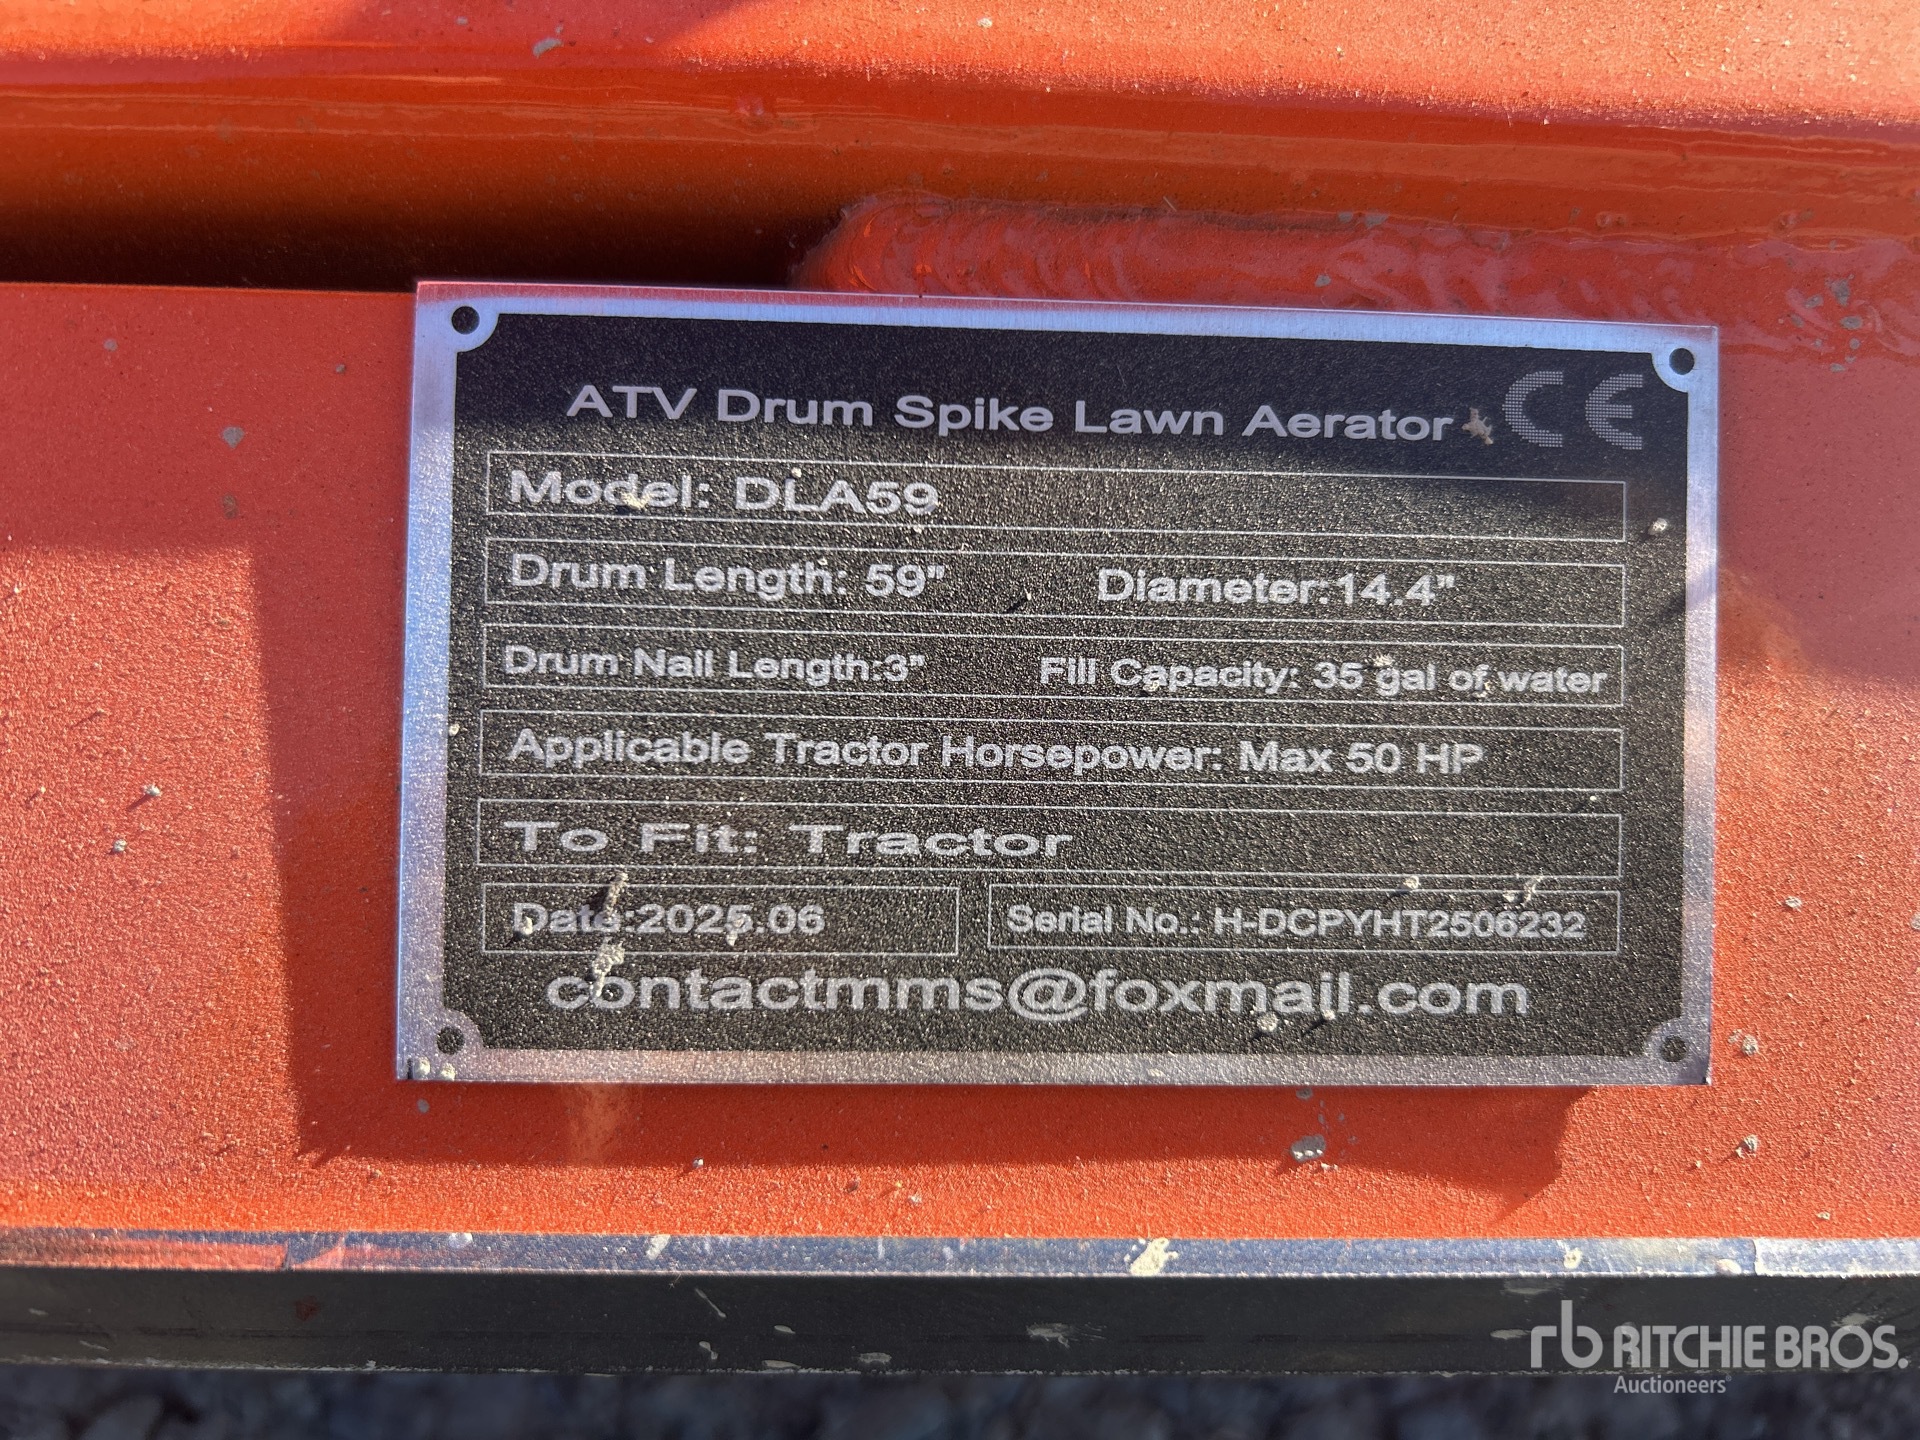 ATV Drum Spike Lawn Aerator CE
Model: DLA59
Drum Length: 59" Diameter:14.4"
Drum Nail Length:3" Fill Capacity: 35 gal of water
Applicable Tractor Horsepower: Max 50 HP
To Fit: Tractor
Date:2025.06 Serial No.: H-DCPYHT2506232
contactmms@foxmail.com
rb RITCHIE BROS.
Auctioneers